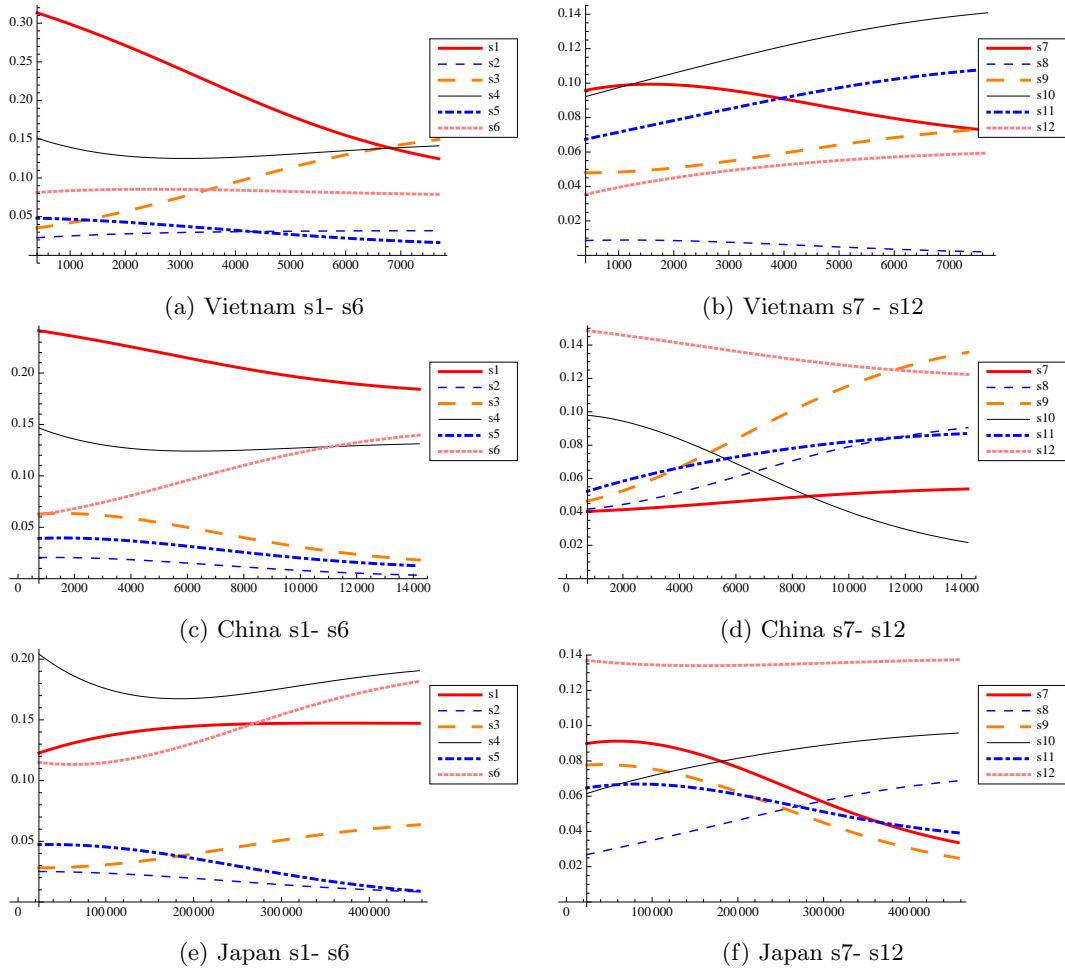 0.30
0.25
0.20
0.15
0.10
0.05
1000 2000 3000 4000 5000 6000 7000
s1
s2
s3
s4
s5
s6
(a) Vietnam s1- s6
0.14
0.12
0.10
0.08
0.06
0.04
0.02
0.00
1000 2000 3000 4000 5000 6000 7000
s7
s8
s9
s10
s11
s12
(b) Vietnam s7 - s12
0.20
0.15
0.10
0.05
0 2000 4000 6000 8000 10 000 12 000 14 000
s1
s2
s3
s4
s5
s6
(c) China s1- s6
0.14
0.12
0.10
0.08
0.06
0.04
0.02
0 2000 4000 6000 8000 10 000 12 000 14 000
s7
s8
s9
s10
s11
s12
(d) China s7- s12
0.20
0.15
0.10
0.05
0 100 000 200 000 300 000 400 000
s1
s2
s3
s4
s5
s6
(e) Japan s1- s6
0.14
0.12
0.10
0.08
0.06
0.04
0.02
0 100 000 200 000 300 000 400 000
s7
s8
s9
s10
s11
s12
(f) Japan s7- s12